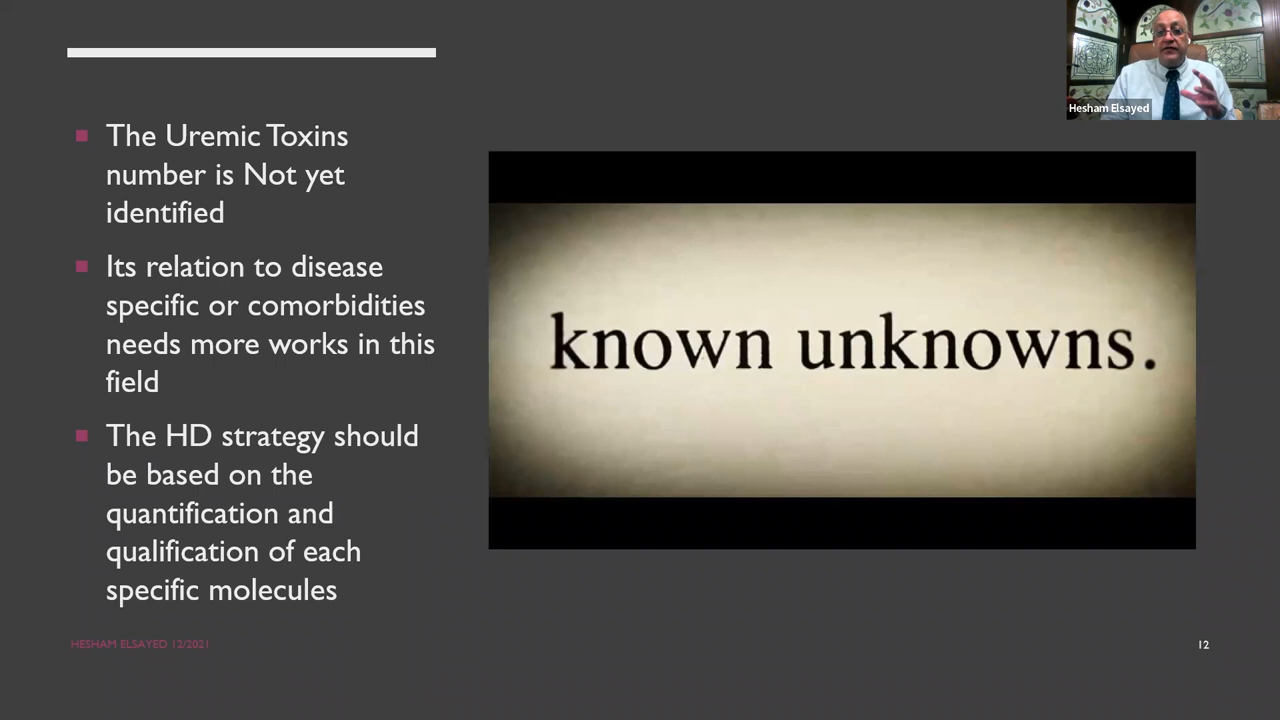 The Uremic Toxins
number is Not yet
identified
Its relation to disease
specific or comorbidities
needs more works in this
field
The HD strategy should
be based on the
quantification and
qualification of each
specific molecules
known unknowns.
Hesham Elsayed
HESHAM ELSAYED 12/2021
12